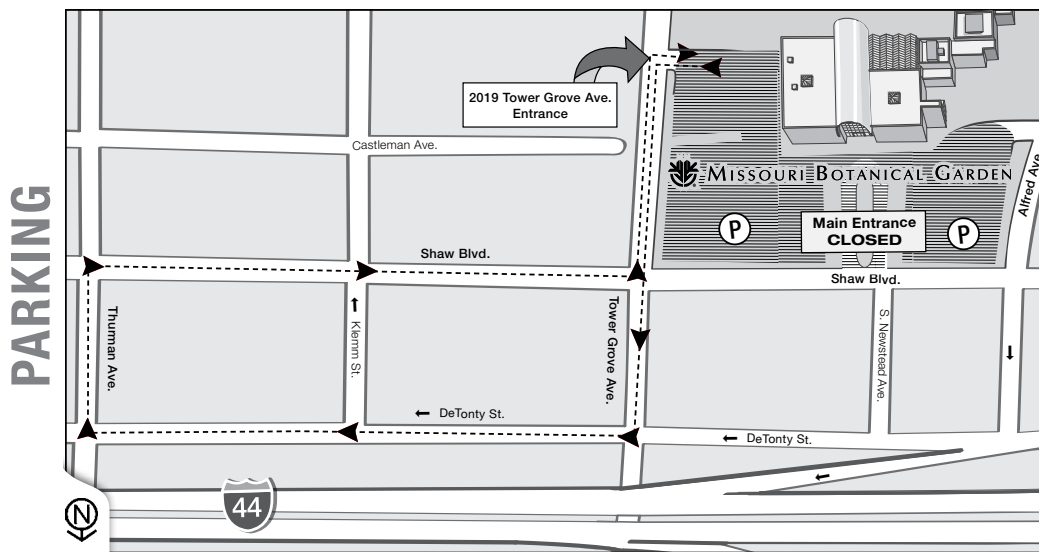 PARKING
2019 Tower Grove Ave.
Entrance
Castleman Ave.
MISSOURI BOTANICAL GARDEN
Alfred Ave.
P
Main Entrance
CLOSED
P
Shaw Blvd.
Shaw Blvd.
Thurman Ave.
Klemm St.
Tower Grove Ave.
S. Newstead Ave.
DeTonty St.
DeTonty St.
44
N